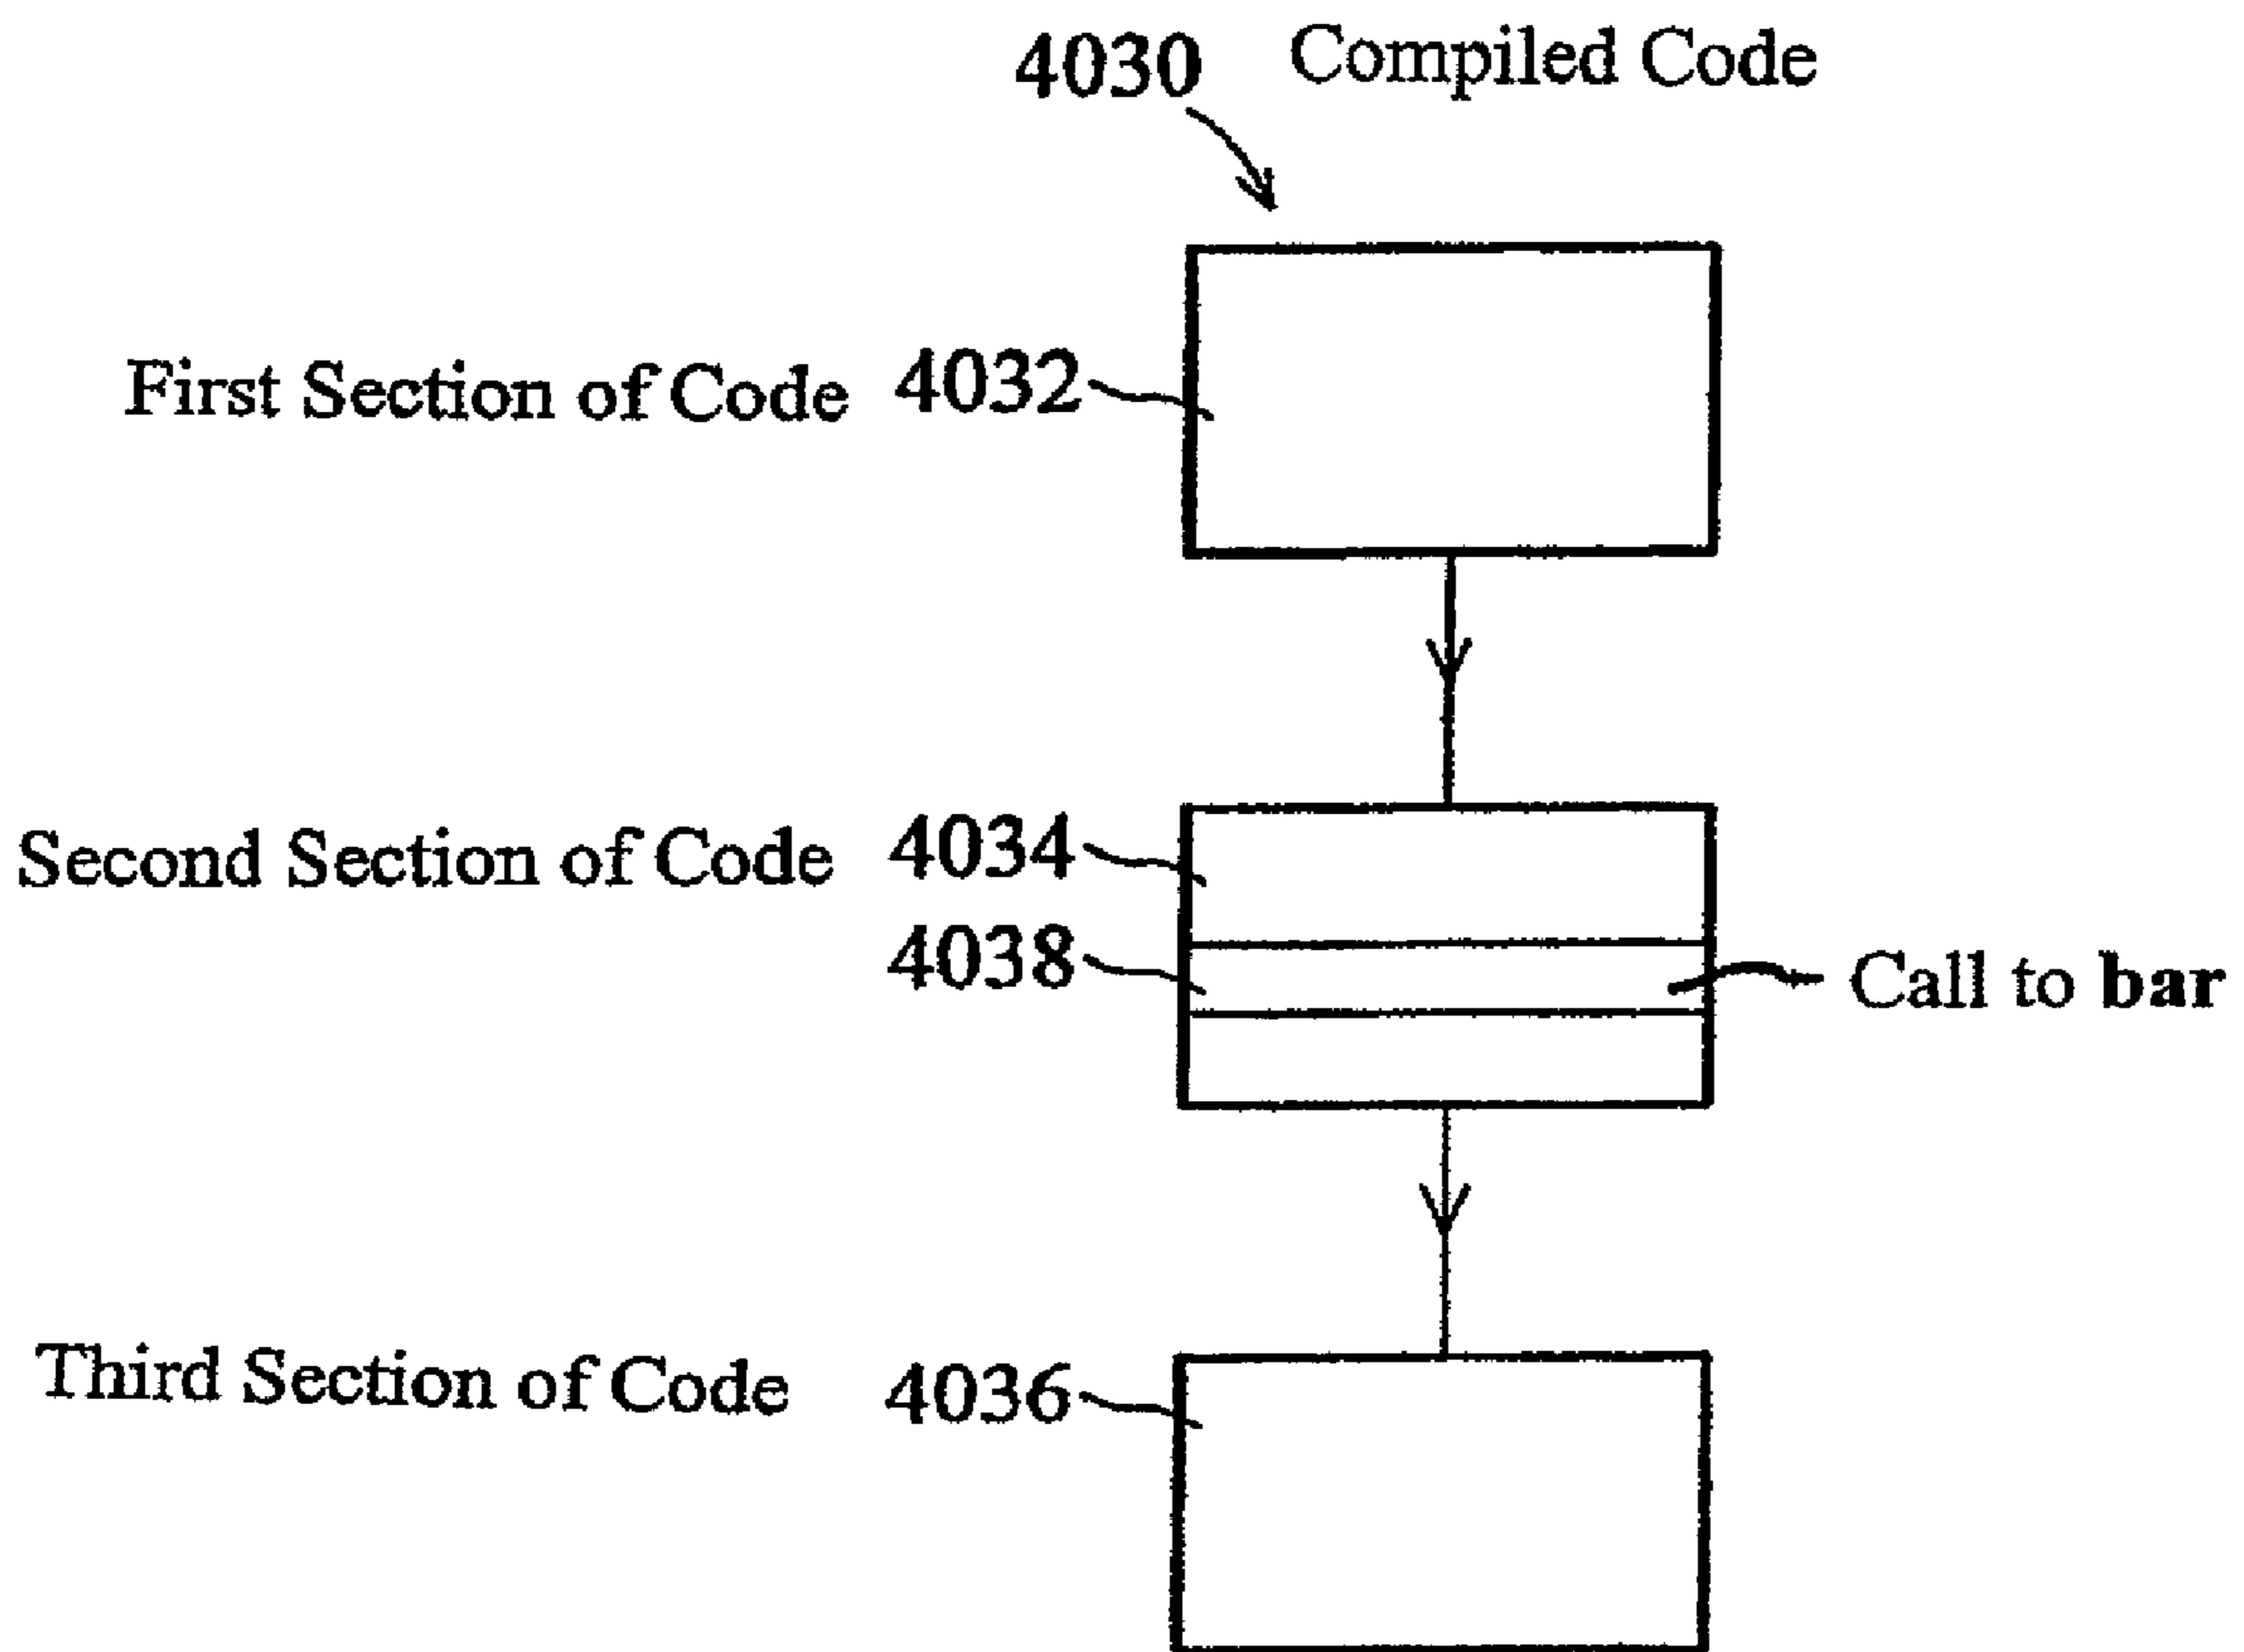 4030 Compiled Code
First Section of Code 4032
Second Section of Code 4034
4038 Call to bar
Third Section of Code 4036